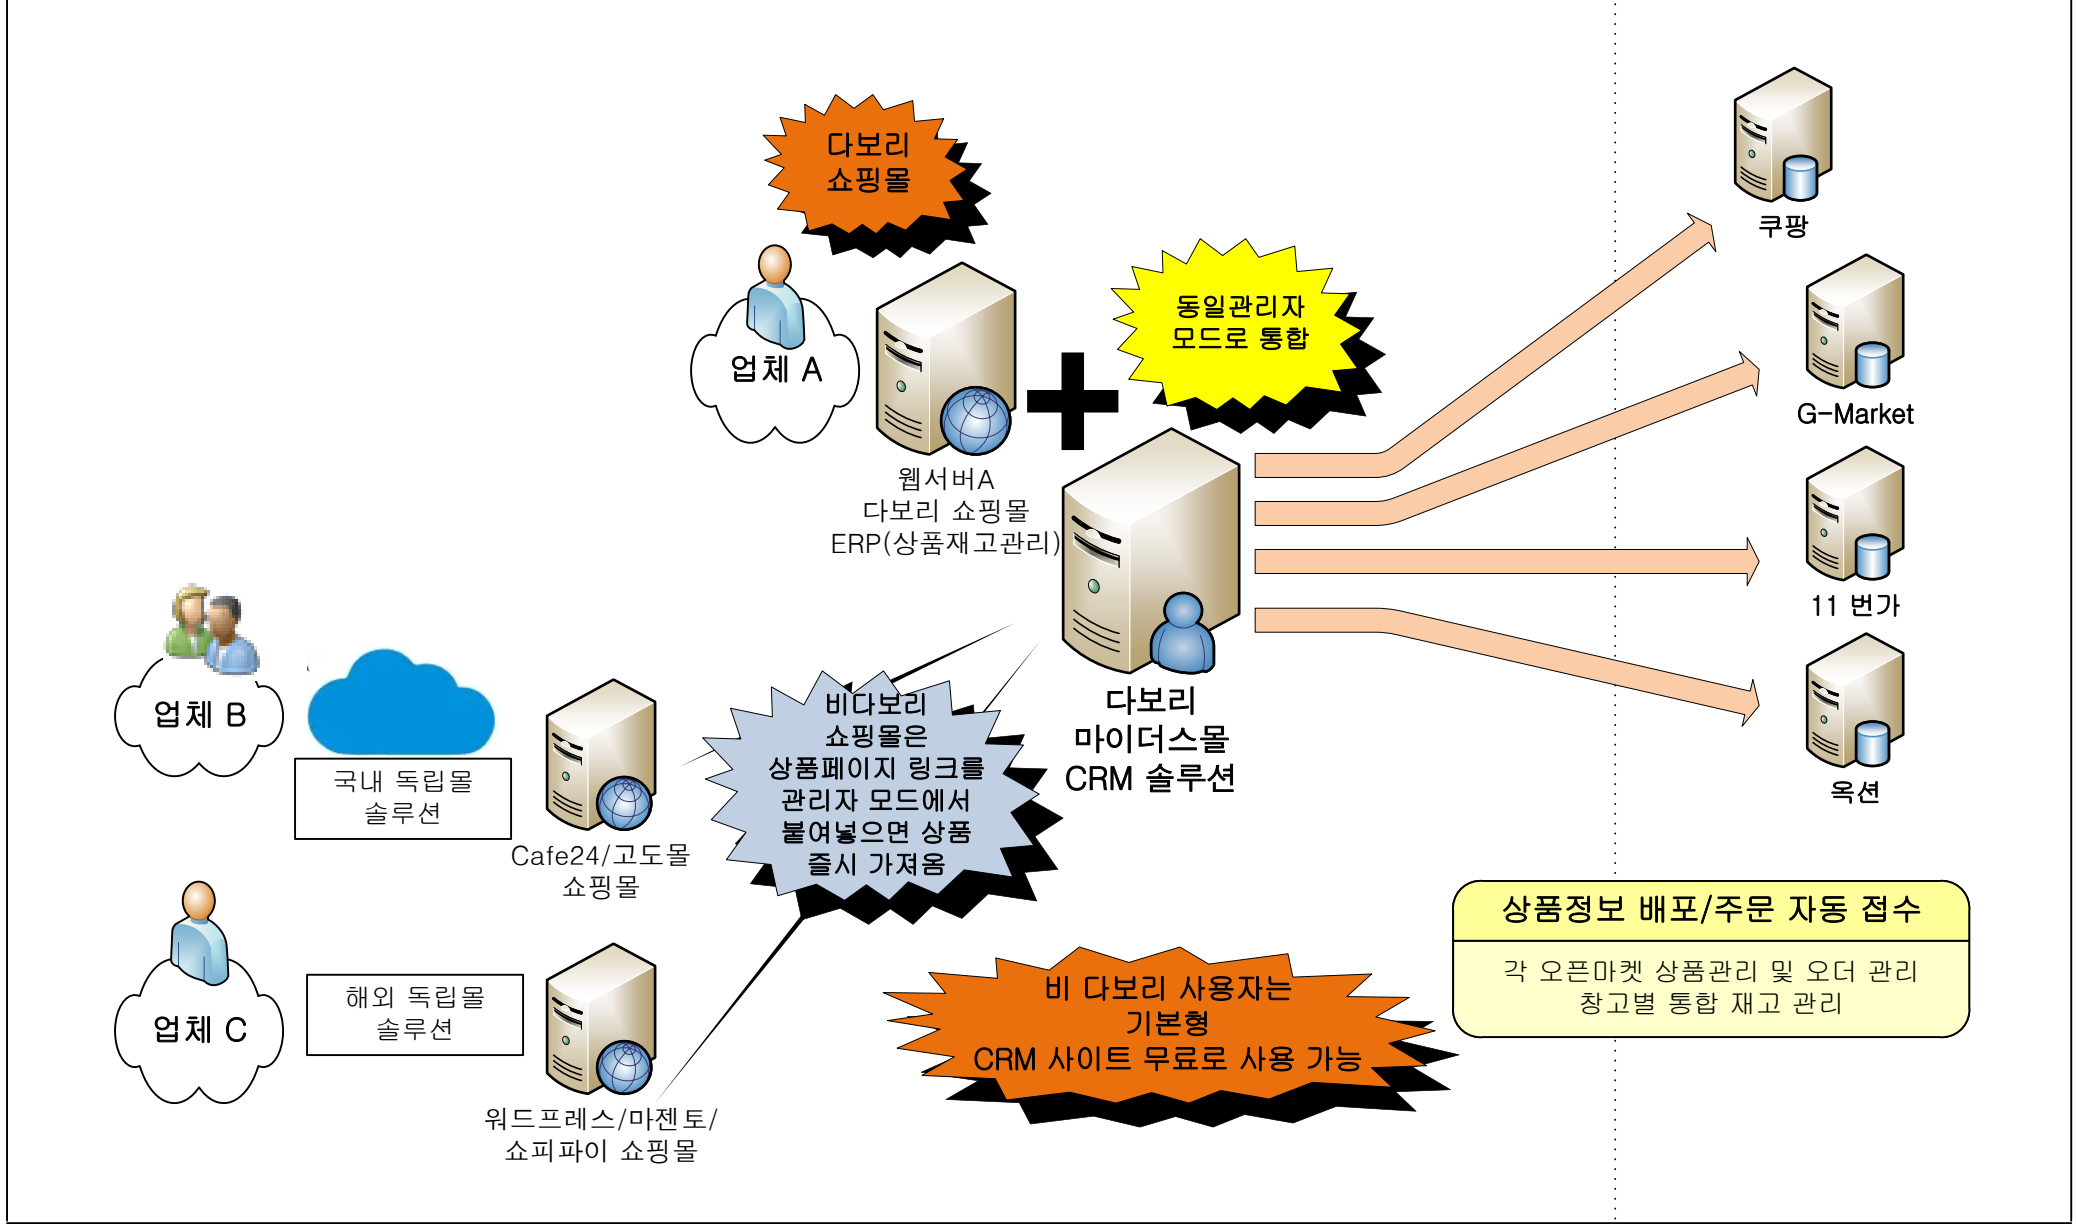 다보리
쇼핑몰
쿠팡
동일관리자
모드로 통합
업체 A
G-Market
웹서버A
다보리 쇼핑몰
ERP(상품재고관리)
11 번가
업체 B
국내 독립몰
솔루션
Cafe24/고도몰
쇼핑몰
비다보리
쇼핑몰은
상품페이지 링크를
관리자 모드에서
붙여넣으면 상품
즐시 가져옴
다보리
마이더스몰
CRM 솔루션
옥션
상품정보 배포/주문 자동 접수
각 오픈마켓 상품관리 및 오더 관리
창고별 통합 재고 관리
업체 C
해외 독립몰
솔루션
워드프레스/마젠토/
쇼피파이 쇼핑몰
비 다보리 사용자는
기본형
CRM 사이트 무료로 사용 가능